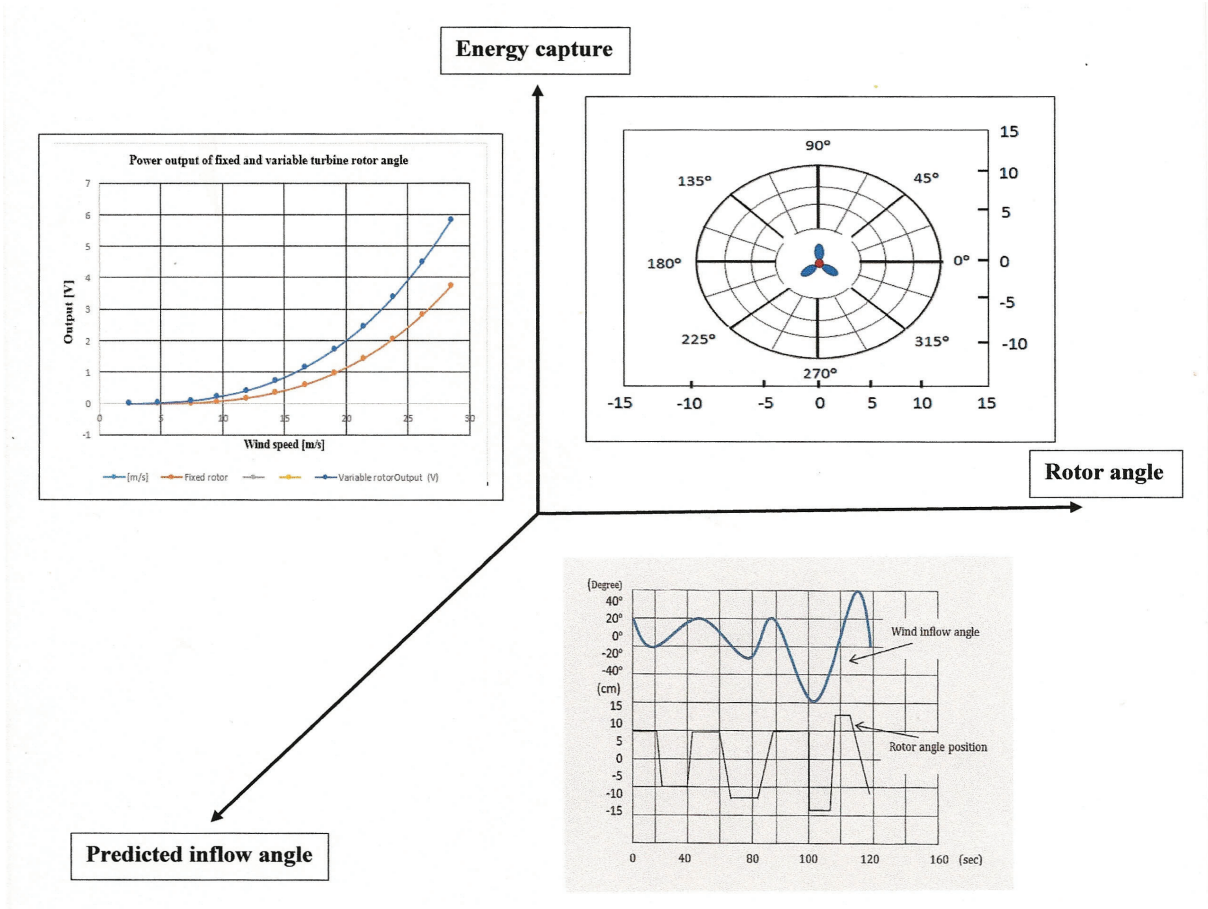 Energy capture
Power output of fixed and variable turbine rotor angle
7
6
5
4
3
2
1
0
-1
Output [V]
0 5 10 15 20 25 30
Wind speed [m/s]
[m/s] Fixed rotor Variable rotorOutput (V)
90°
135° 45°
180° 0°
225° 315°
270°
15
10
5
0
-5
-10
-15 -10 -5 0 5 10 15
Rotor angle
(Degree)
40°
20°
0°
-20°
-40°
(cm)
15
10
5
0
-5
-10
-15
Wind inflow angle
Rotor angle position
0 40 80 100 120 160 (sec)
Predicted inflow angle